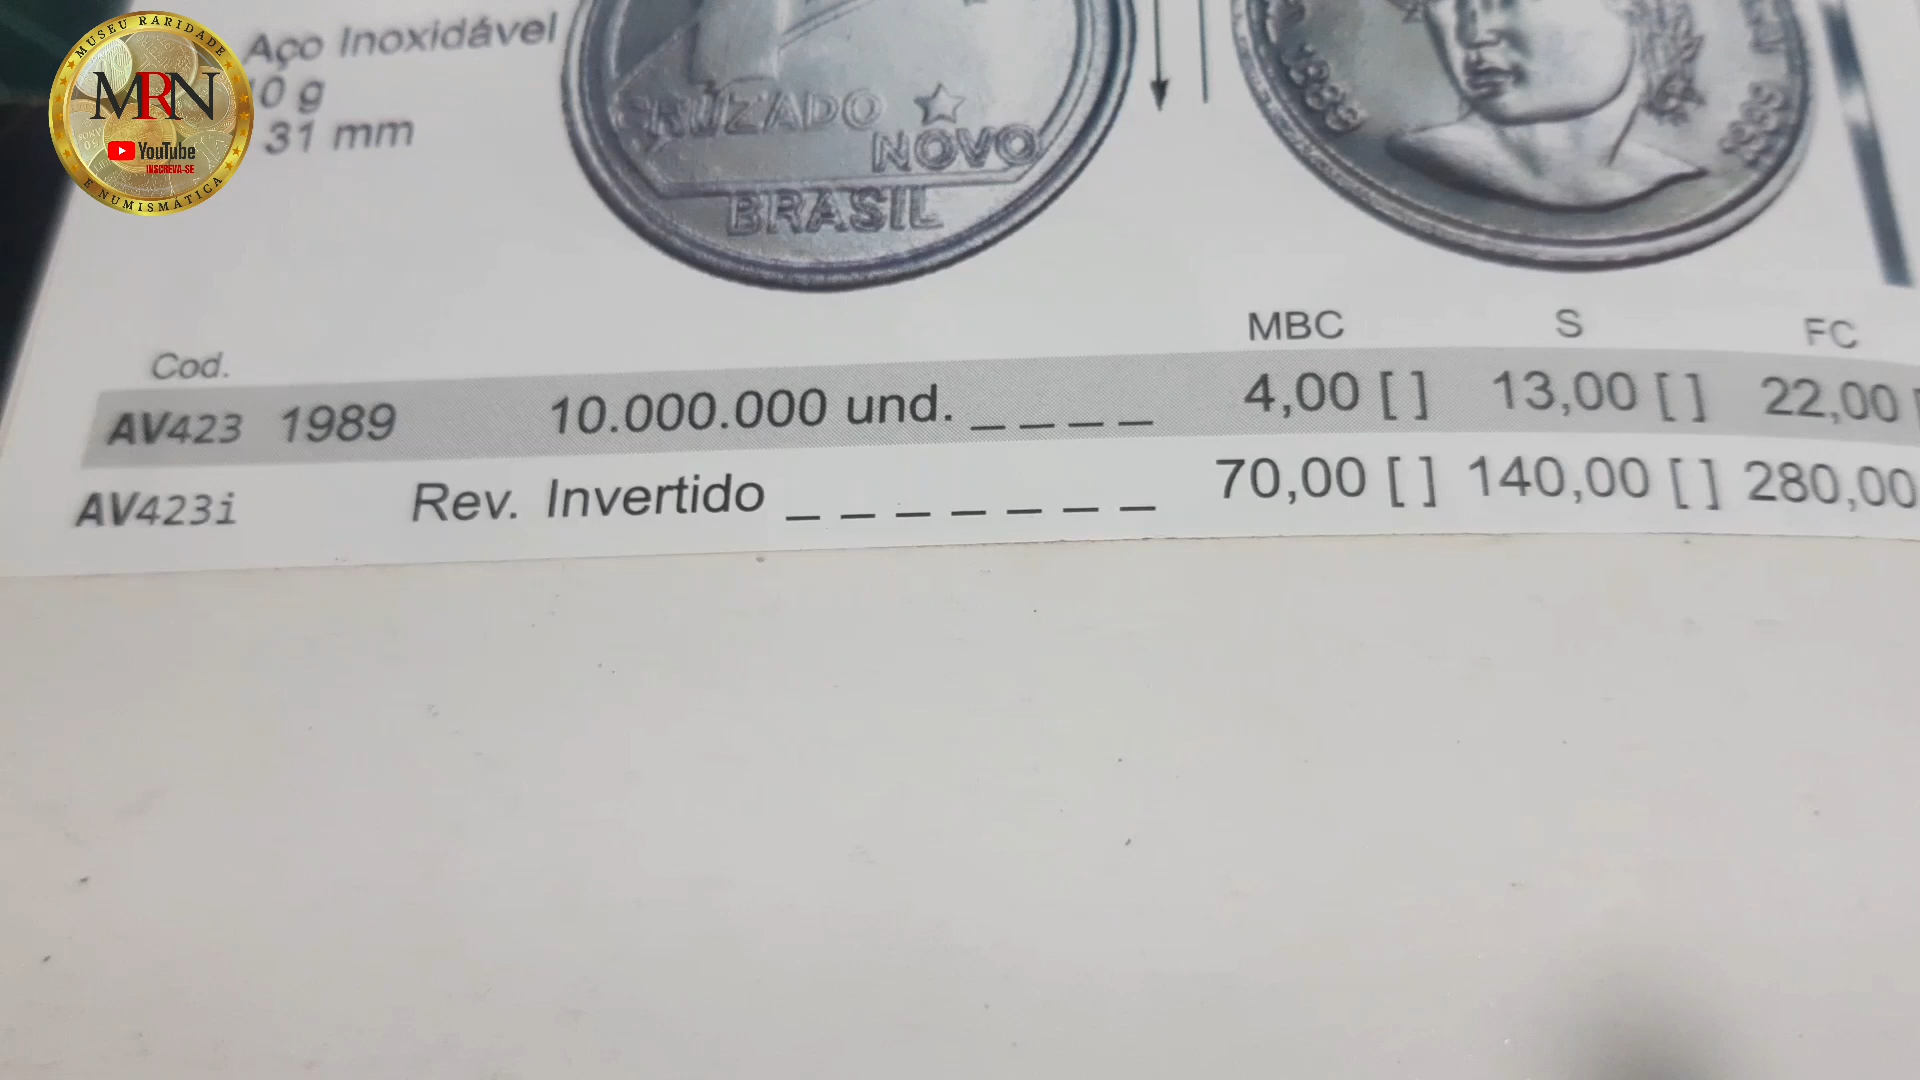 MUSEU RARIDADE
MRN
YouTube
INSCREVA-SE
E NUMISMÁTICA
Aço Inoxidável
0 g
31 mm
CRUZADO
NOVO
BRASIL
1889
1989
MBC S FC
Cod.
AV423 1989 10.000.000 und. _ _ _ _ 4,00 [ ] 13,00 [ ] 22,00 [
AV423i Rev. Invertido _ _ _ _ _ _ _ 70,00 [ ] 140,00 [ ] 280,00